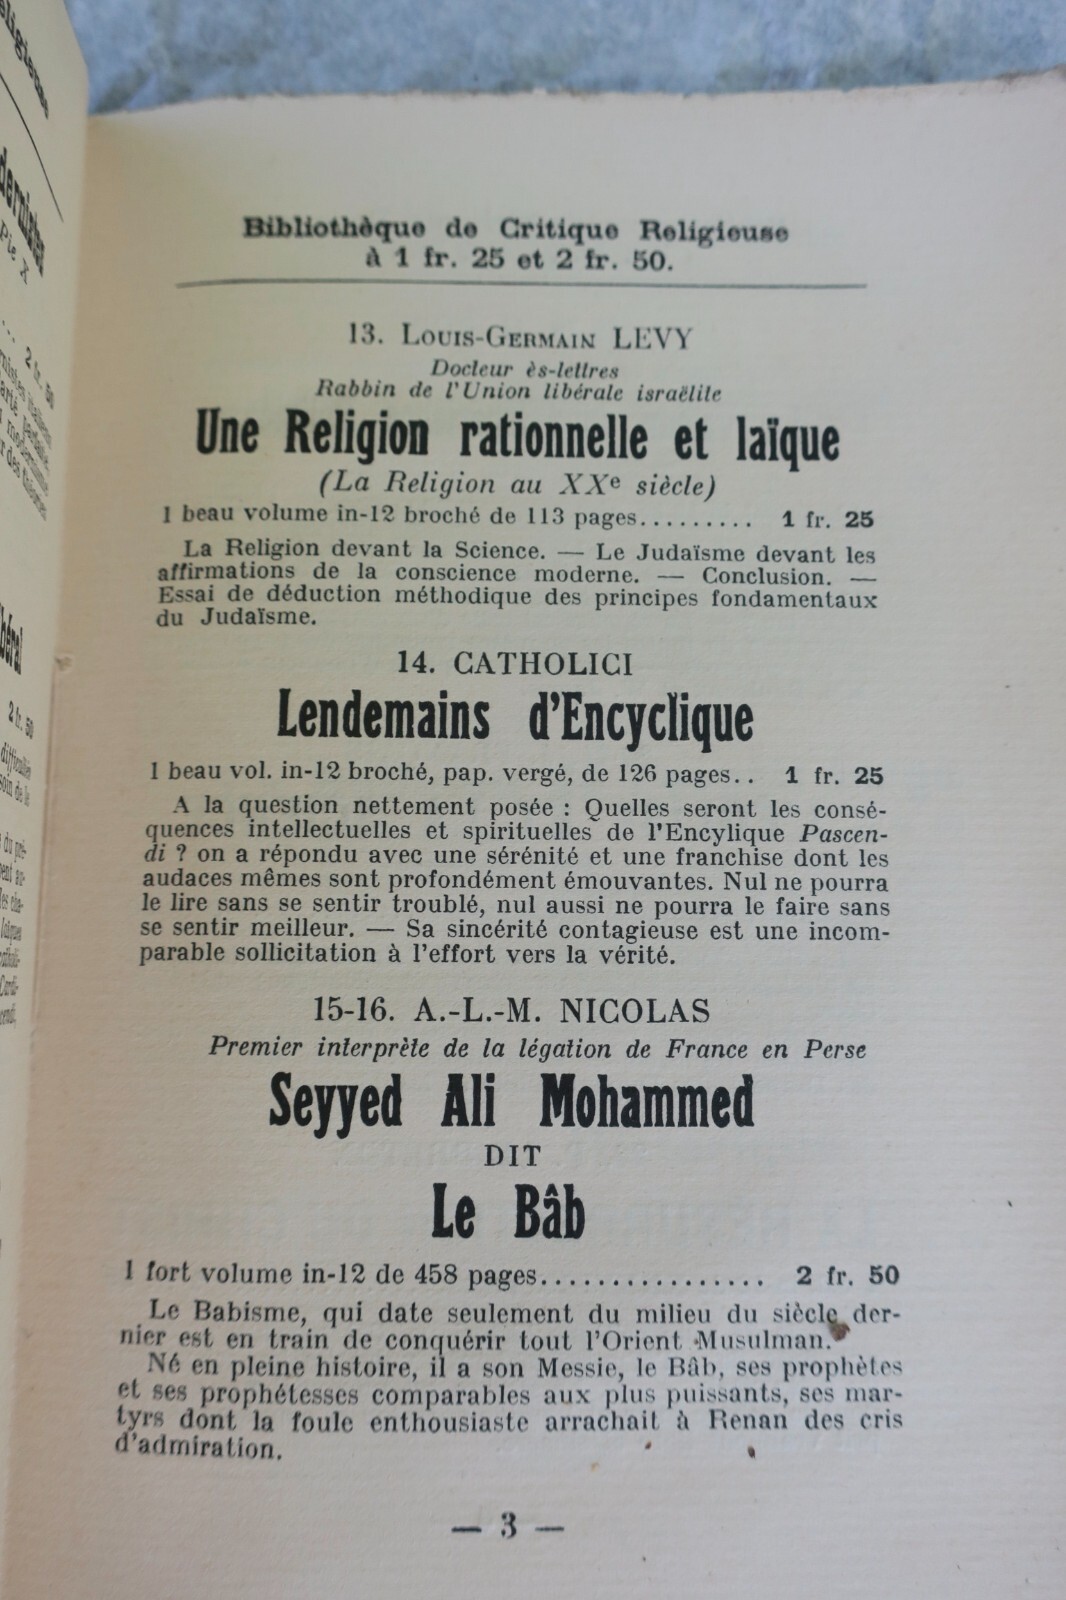 Bibliothèque de Critique Religieuse
à 1 fr. 25 et 2 fr. 50.
13. Louis-Germain LEVY
Docteur ès-lettres
Rabbin de l'Union libérale israëlite
Une Religion rationnelle et laïque
(La Religion au XXe siècle)
1 beau volume in-12 broché de 113 pages......... 1 fr. 25
La Religion devant la Science. — Le Judaïsme devant les
affirmations de la conscience moderne. — Conclusion. —
Essai de déduction méthodique des principes fondamentaux
du Judaïsme.
14. CATHOLICI
Lendemains d'Encyclique
1 beau vol. in-12 broché, pap. vergé, de 126 pages.. 1 fr. 25
A la question nettement posée : Quelles seront les consé-
quences intellectuelles et spirituelles de l'Encylique Pascen-
di ? on a répondu avec une sérénité et une franchise dont les
audaces mêmes sont profondément émouvantes. Nul ne pourra
le lire sans se sentir troublé, nul aussi ne pourra le faire sans
se sentir meilleur. — Sa sincérité contagieuse est une incom-
parable sollicitation à l'effort vers la vérité.
15-16. A.-L.-M. NICOLAS
Premier interprète de la légation de France en Perse
Seyyed Ali Mohammed
DIT
Le Bâb
1 fort volume in-12 de 458 pages................ 2 fr. 50
Le Babisme, qui date seulement du milieu du siècle der-
nier est en train de conquérir tout l'Orient Musulman.
Né en pleine histoire, il a son Messie, le Bâb, ses prophètes
et ses prophétesses comparables aux plus puissants, ses mar-
tyrs dont la foule enthousiaste arrachait à Renan des cris
d'admiration.
— 3 —